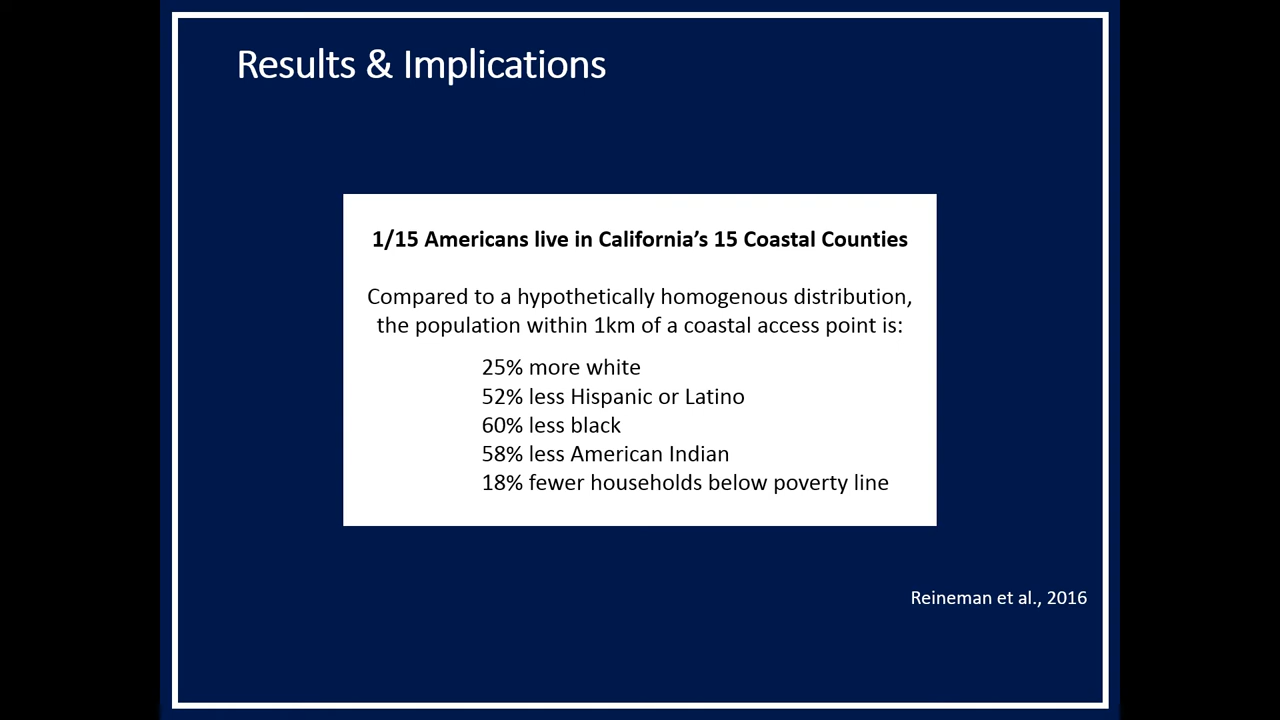 Results & Implications
1/15 Americans live in California’s 15 Coastal Counties
Compared to a hypothetically homogenous distribution,
the population within 1km of a coastal access point is:
25% more white
52% less Hispanic or Latino
60% less black
58% less American Indian
18% fewer households below poverty line
Reineman et al., 2016